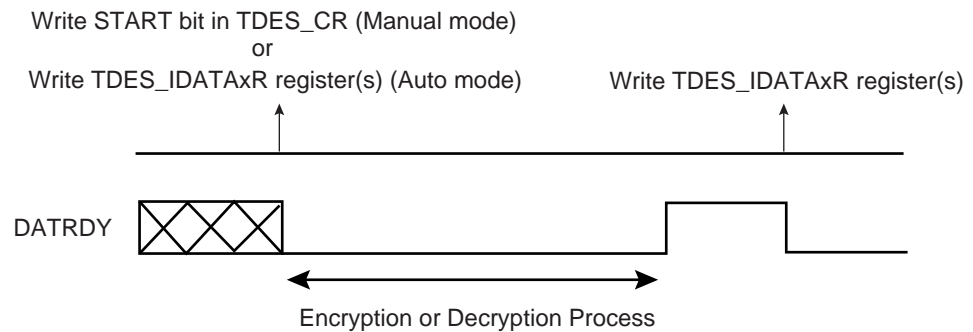 Write START bit in TDES_CR (Manual mode)
or
Write TDES_IDATAxR register(s) (Auto mode)
Write TDES_IDATAxR register(s)
DATRDY
Encryption or Decryption Process